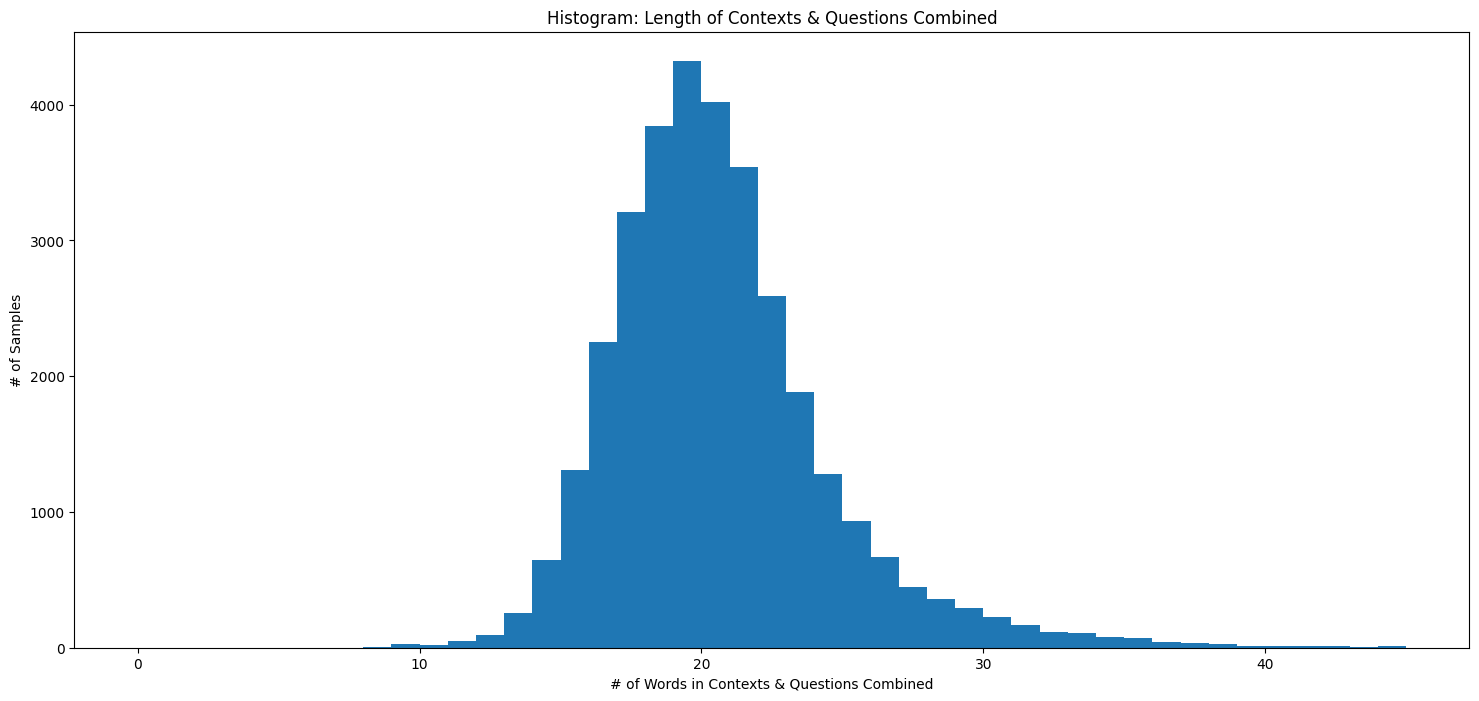 Histogram: Length of Contexts & Questions Combined
# of Samples
4000
3000
2000
1000
0
0 10 20 30 40
# of Words in Contexts & Questions Combined